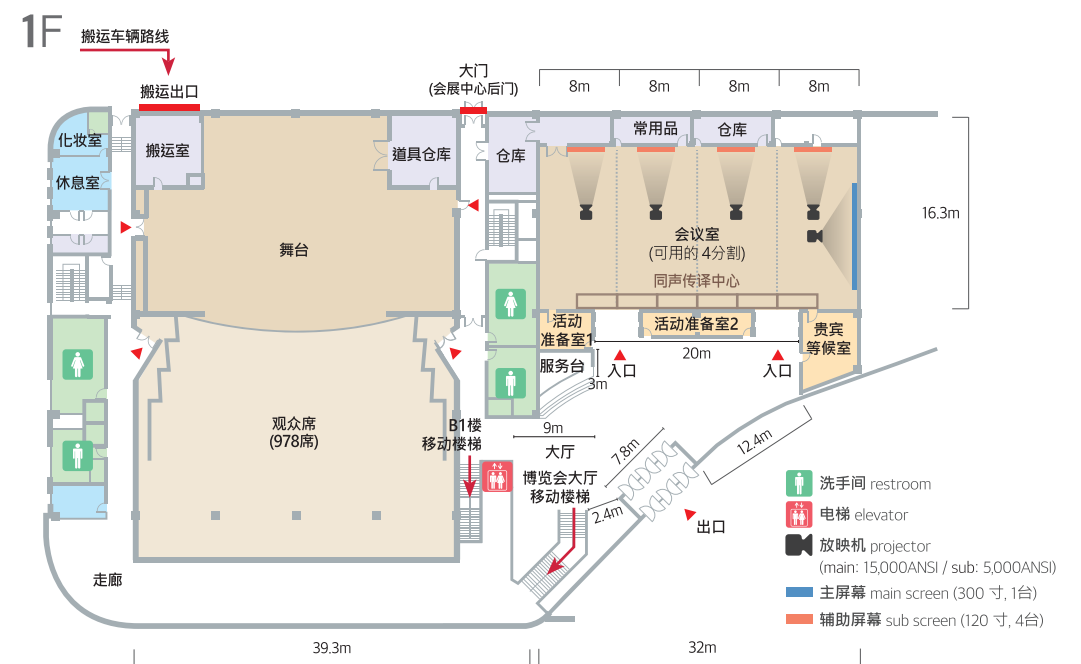 1F
搬运车辆路线
搬运出口
大门
(会展中心后门)
8m
8m
8m
8m
化妆室
搬运室
道具仓库
仓库
常用品
仓库
休息室
16.3m
舞台
会议室
(可用的 4分割)
同声传译中心
活动
准备室1
活动准备室2
贵宾
等候室
20m
服务台
入口
入口
3m
观众席
(978席)
B1楼
移动楼梯
9m
大厅
7.8m
12.4m
博览会大厅
移动楼梯
2.4m
出口
洗手间 restroom
电梯 elevator
放映机 projector
(main: 15,000ANSI / sub: 5,000ANSI)
主屏幕 main screen (300 寸, 1台)
辅助屏幕 sub screen (120 寸, 4台)
走廊
39.3m
32m